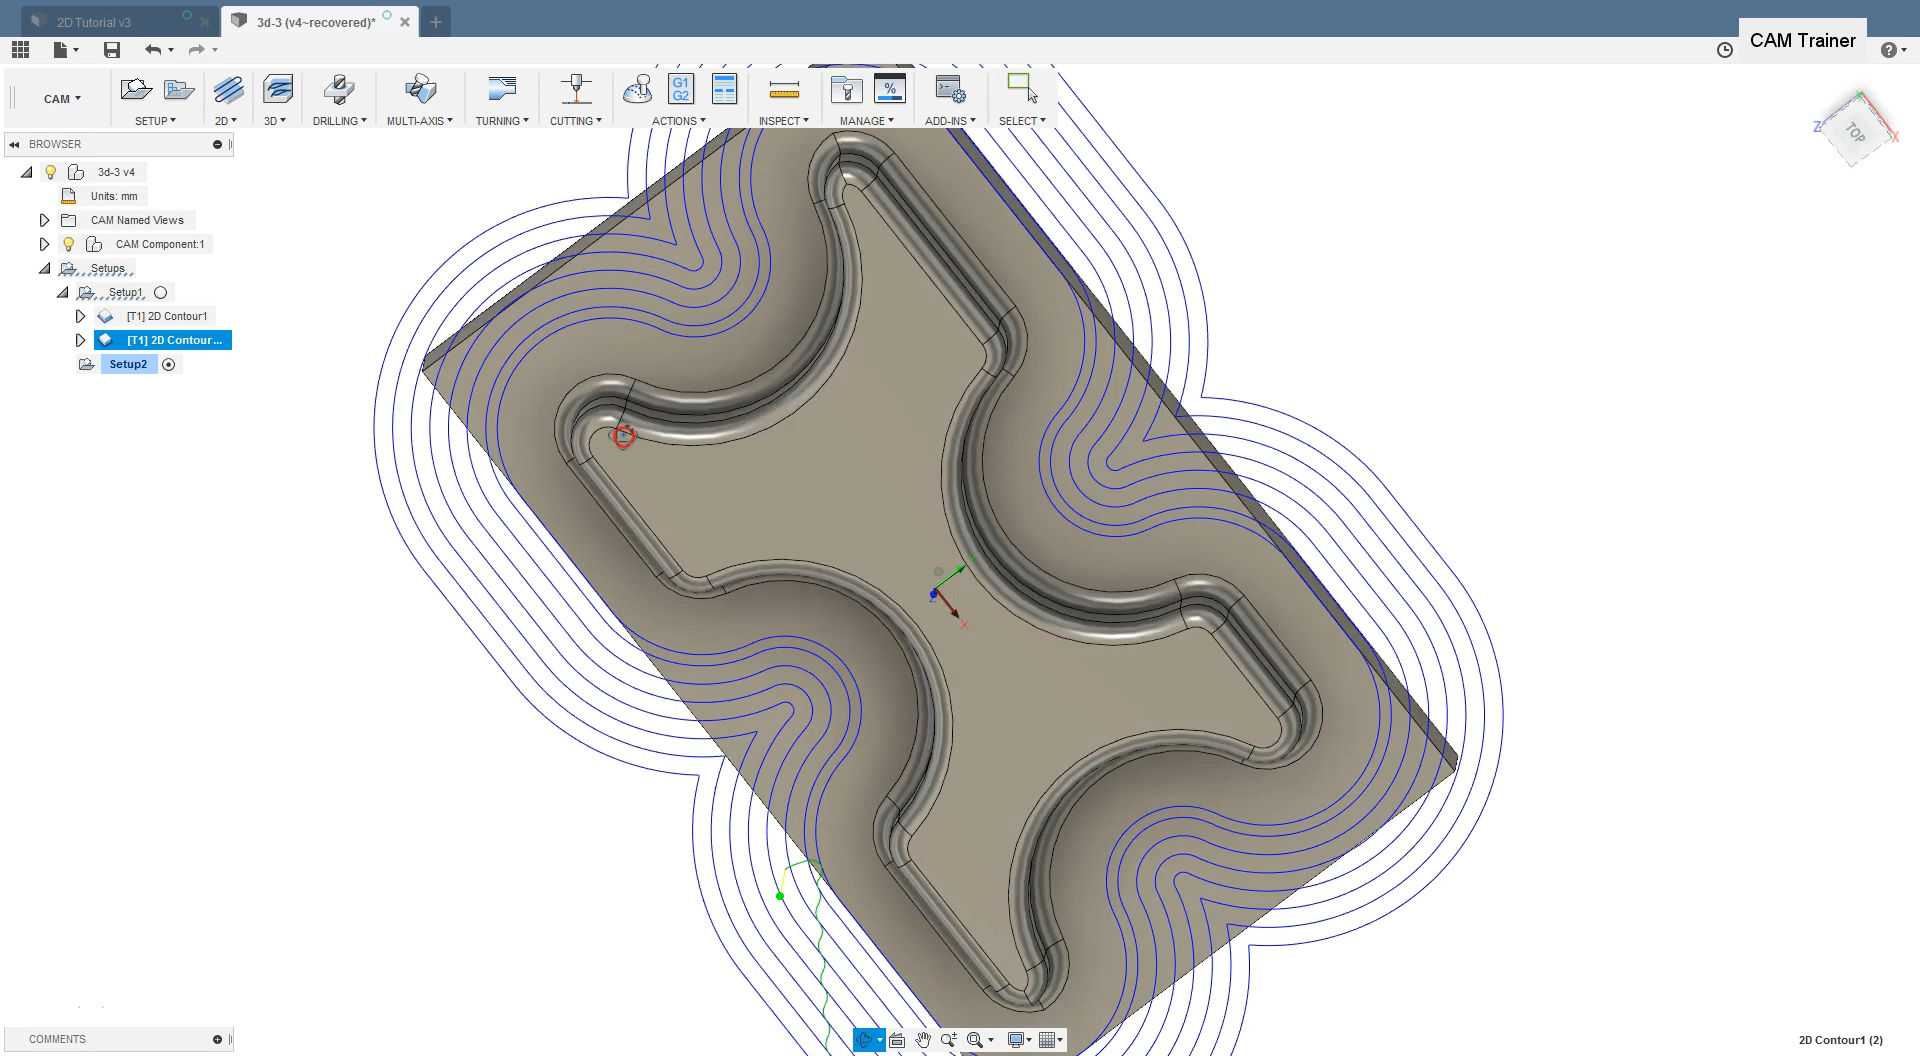 2D Tutorial v3
3d-3 (v4~recovered)*
CAM Trainer
CAM
SETUP
2D
3D
DRILLING
MULTI-AXIS
TURNING
CUTTING
G1
G2
ACTIONS
INSPECT
%
MANAGE
ADD-INS
SELECT
BROWSER
3d-3 v4
Units: mm
CAM Named Views
CAM Component:1
Setups
Setup1
[T1] 2D Contour1
[T1] 2D Contour...
Setup2
TOP
Z
X
Z
X
COMMENTS
2D Contour1 (2)